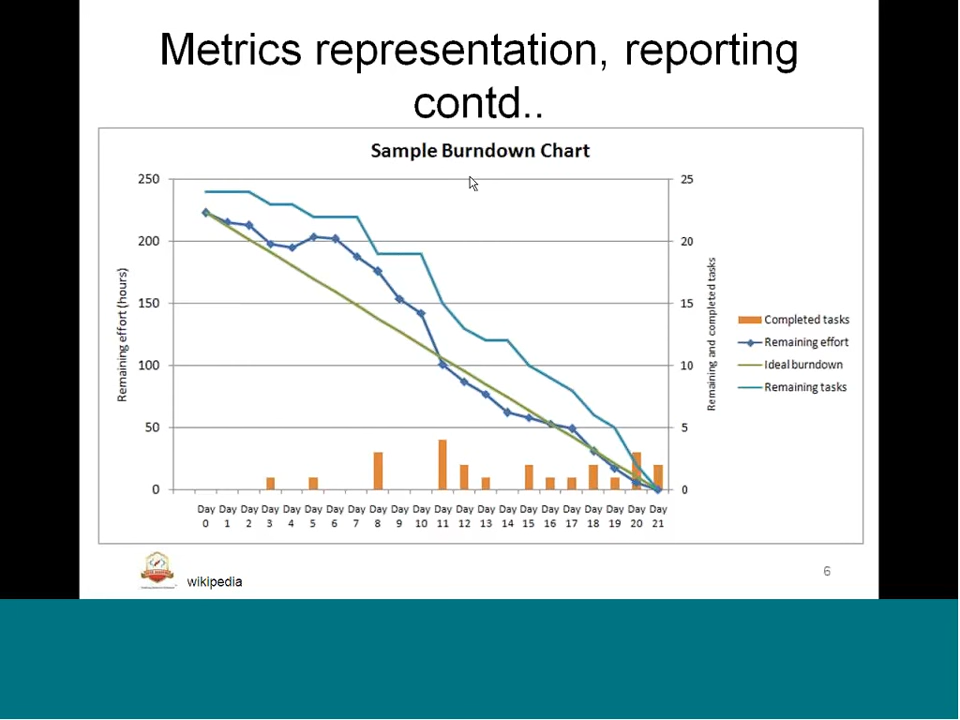 Metrics representation, reporting
contd..
Sample Burndown Chart
250
200
150
100
50
0
Remaining effort (hours)
25
20
15
10
5
0
Remaining and completed tasks
Completed tasks
Remaining effort
Ideal burndown
Remaining tasks
Day Day Day Day Day Day Day Day Day Day Day Day Day Day Day Day Day Day Day Day Day Day
0 1 2 3 4 5 6 7 8 9 10 11 12 13 14 15 16 17 18 19 20 21
wikipedia
6